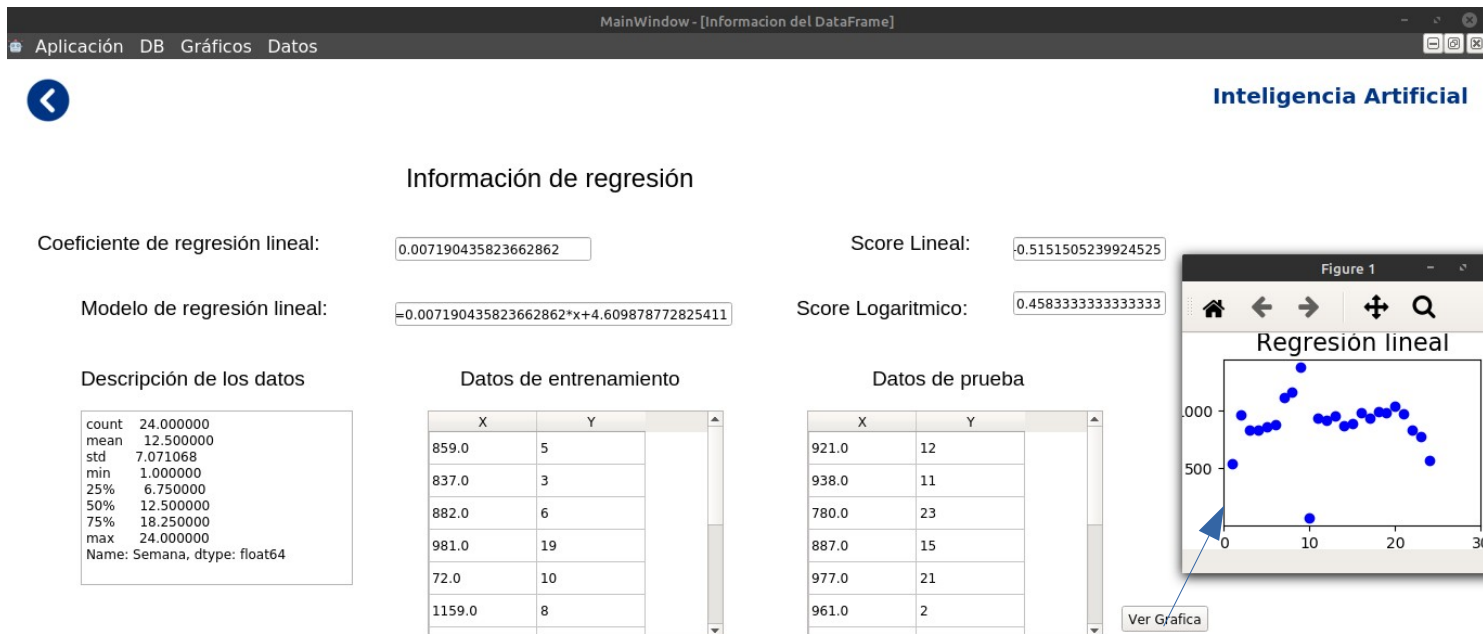 MainWindow - [Informacion del DataFrame]
Aplicación DB Gráficos Datos
Inteligencia Artificial
Información de regresión
Coeficiente de regresión lineal: 0.007190435823662862
Score Lineal: -0.5151505239924525
Modelo de regresión lineal: =0.007190435823662862*x+4.609878772825411
Score Logaritmico: 0.4583333333333333
Descripción de los datos
count 24.000000
mean 12.500000
std 7.071068
min 1.000000
25% 6.750000
50% 12.500000
75% 18.250000
max 24.000000
Name: Semana, dtype: float64
Datos de entrenamiento
X Y
859.0 5
837.0 3
882.0 6
981.0 19
72.0 10
1159.0 8
Datos de prueba
X Y
921.0 12
938.0 11
780.0 23
887.0 15
977.0 21
961.0 2
Ver Grafica
Figure 1
Regresión lineal
500
0 10 20